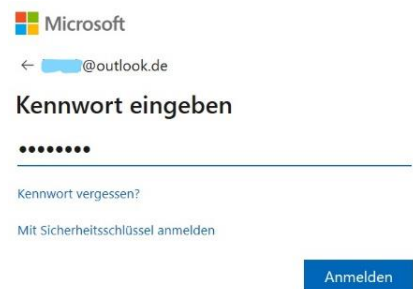 Microsoft
← @outlook.de
Kennwort eingeben
••••••••
Kennwort vergessen?
Mit Sicherheitsschlüssel anmelden
Anmelden